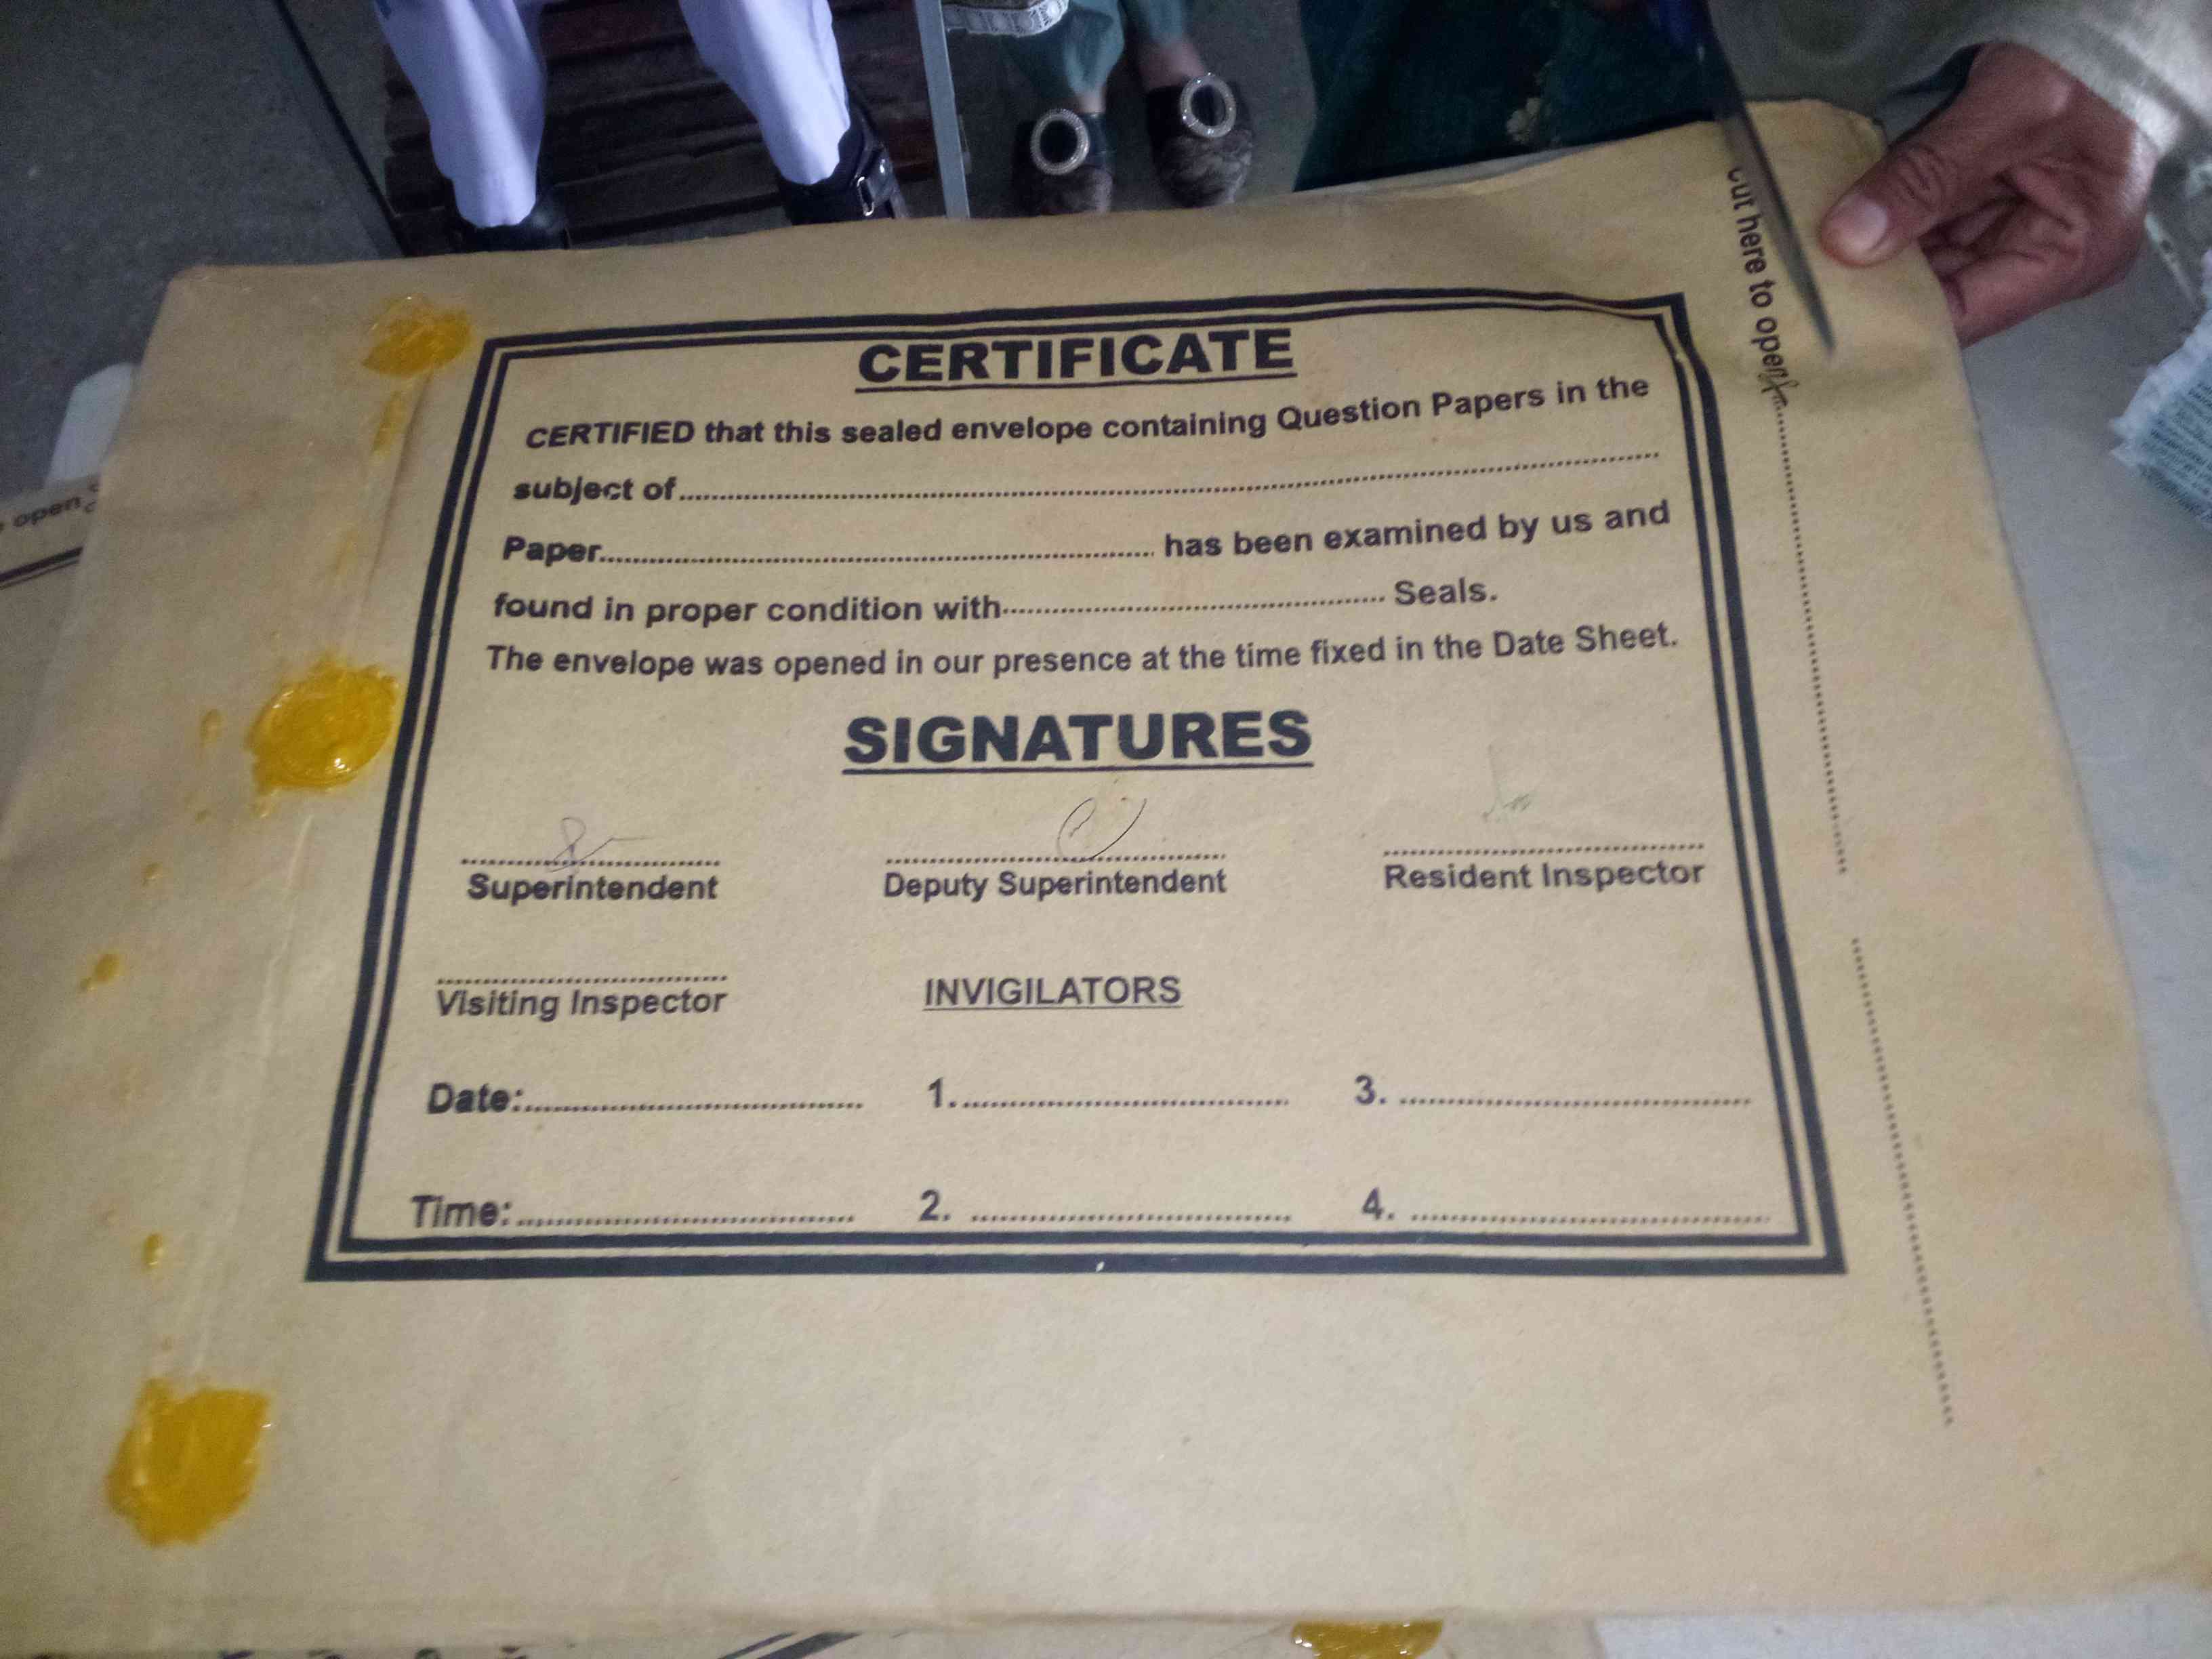 cut here to open
CERTIFICATE
CERTIFIED that this sealed envelope containing Question Papers in the
subject of
Paper has been examined by us and
found in proper condition with Seals.
The envelope was opened in our presence at the time fixed in the Date Sheet.
SIGNATURES
Superintendent Deputy Superintendent Resident Inspector
Visiting Inspector INVIGILATORS
Date: 1. 3.
Time: 2. 4.
open